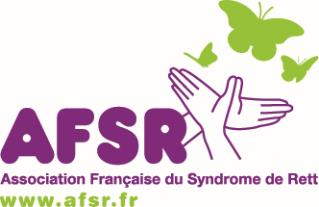 AFSR
Association Française du Syndrome de Rett
www.afsr.fr